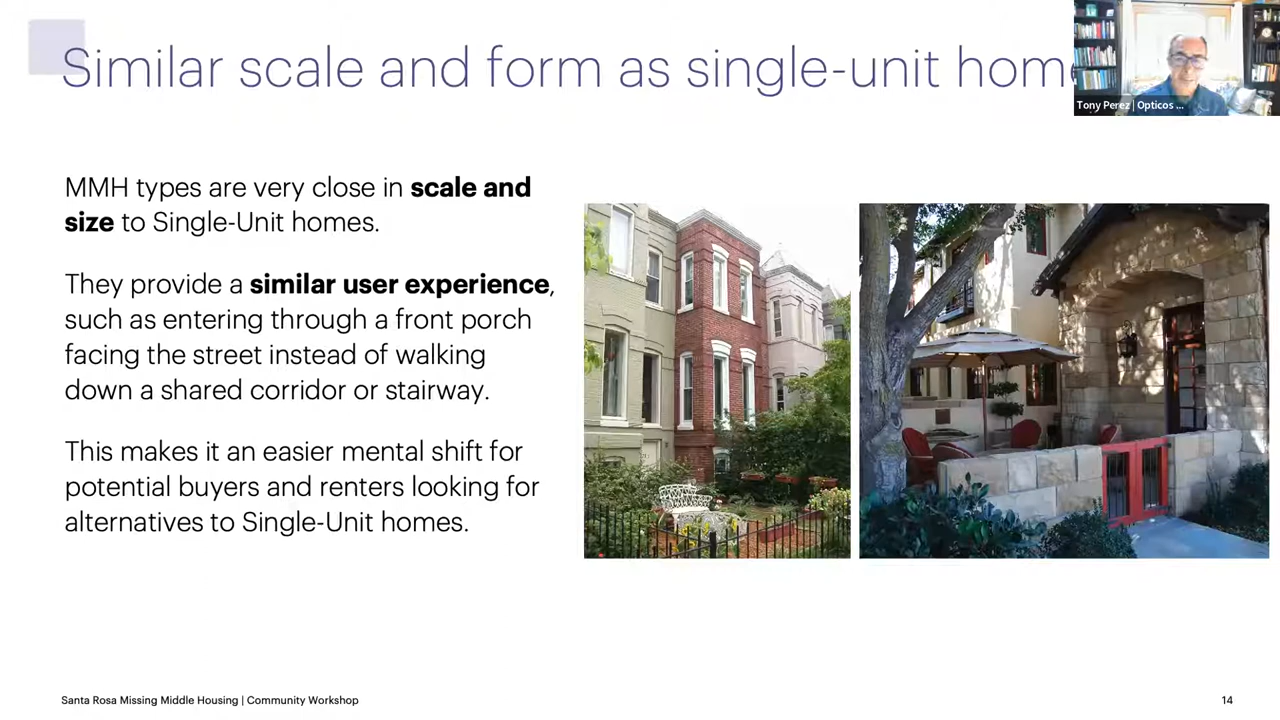 Similar scale and form as single-unit home
Tony Perez | Opticos ...
MMH types are very close in scale and
size to Single-Unit homes.
They provide a similar user experience,
such as entering through a front porch
facing the street instead of walking
down a shared corridor or stairway.
This makes it an easier mental shift for
potential buyers and renters looking for
alternatives to Single-Unit homes.
Santa Rosa Missing Middle Housing | Community Workshop
14